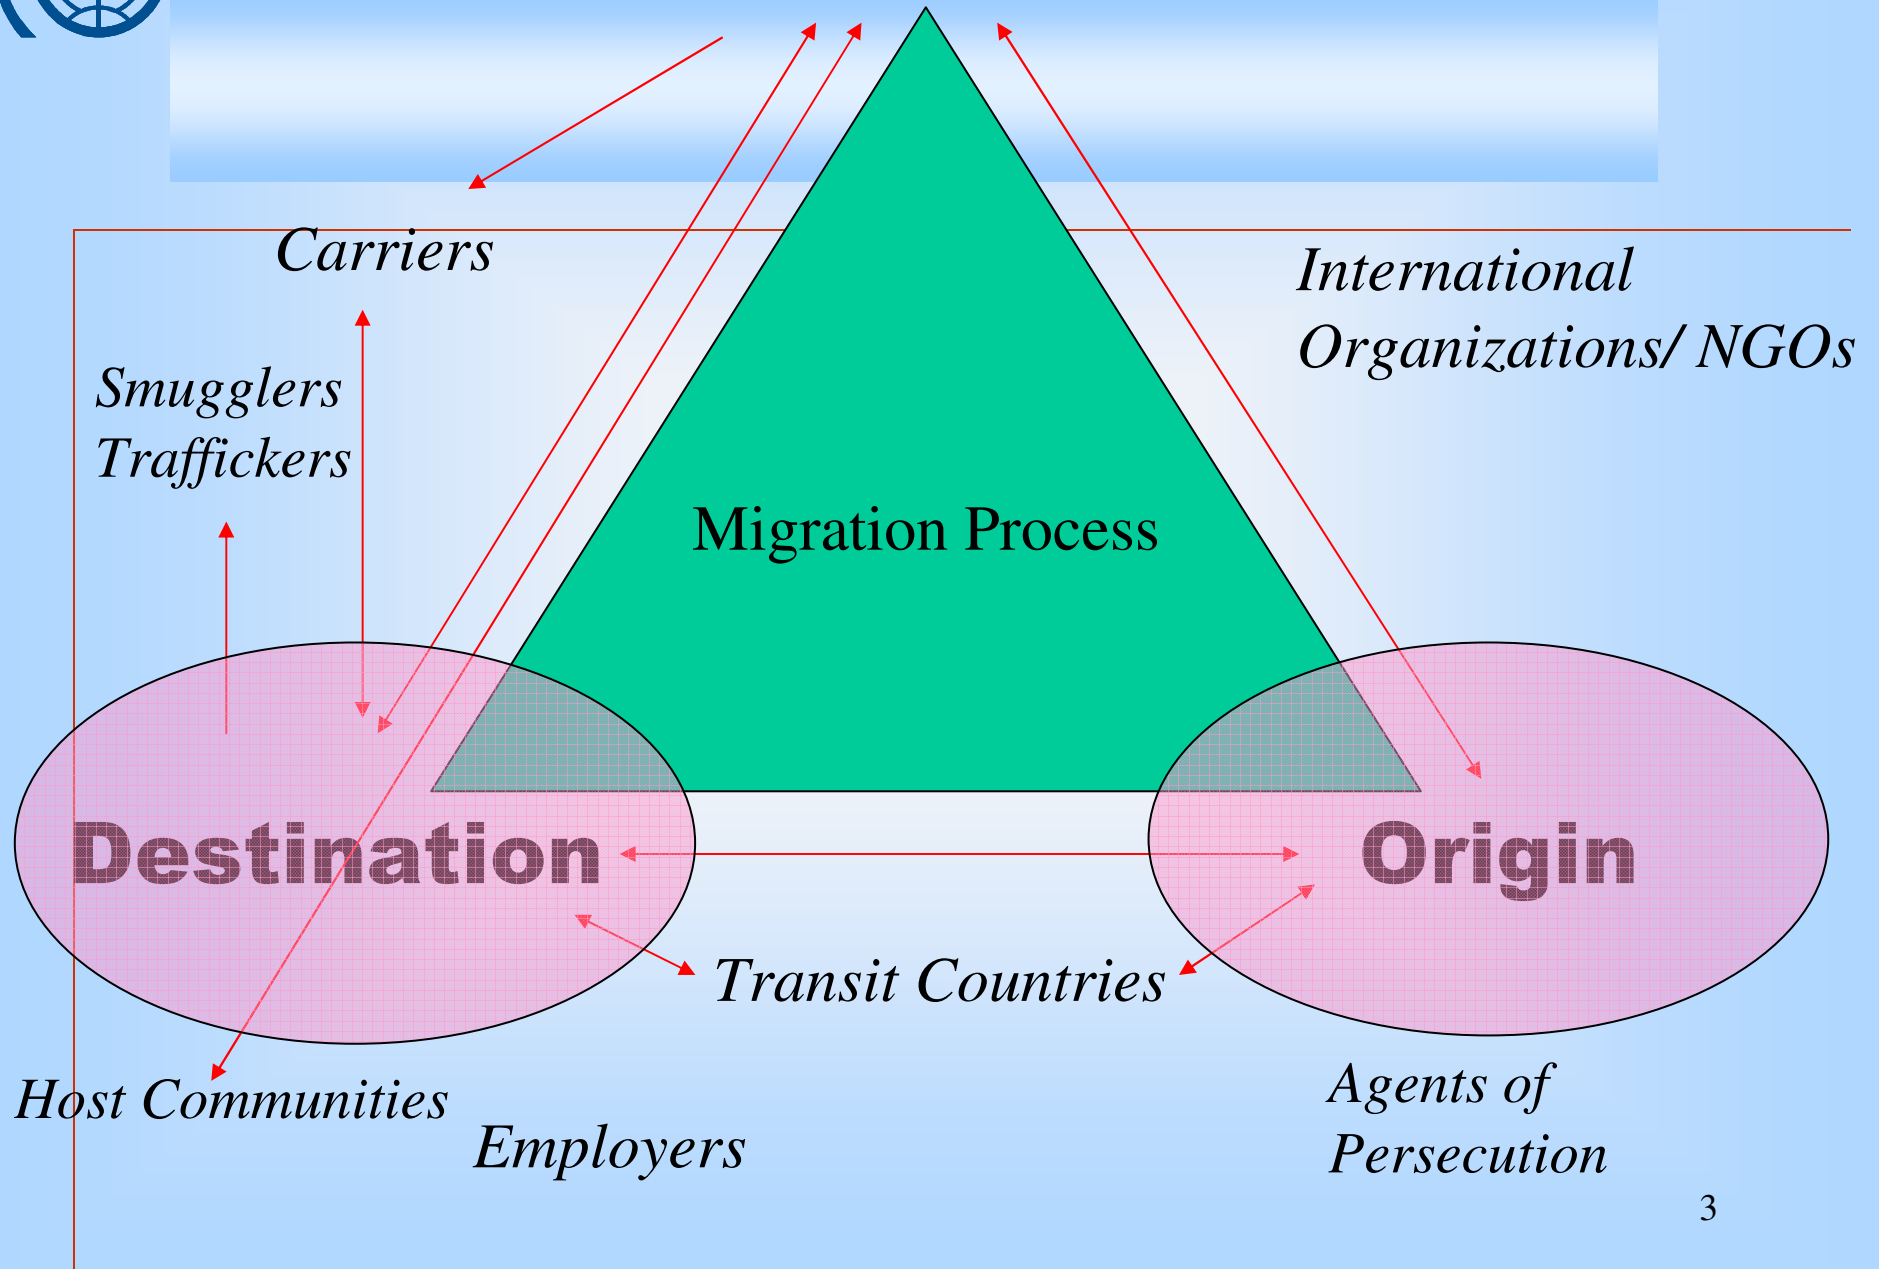 Carriers
International
Organizations/ NGOs
Smugglers
Traffickers
Migration Process
Destination
Origin
Transit Countries
Host Communities
Agents of
Employers
Persecution
3